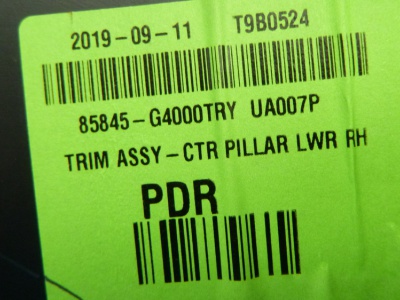 2019-09-11 T9B0524
85845-G4000TRY UA007P
TRIM ASSY-CTR PILLAR LWR RH
PDR